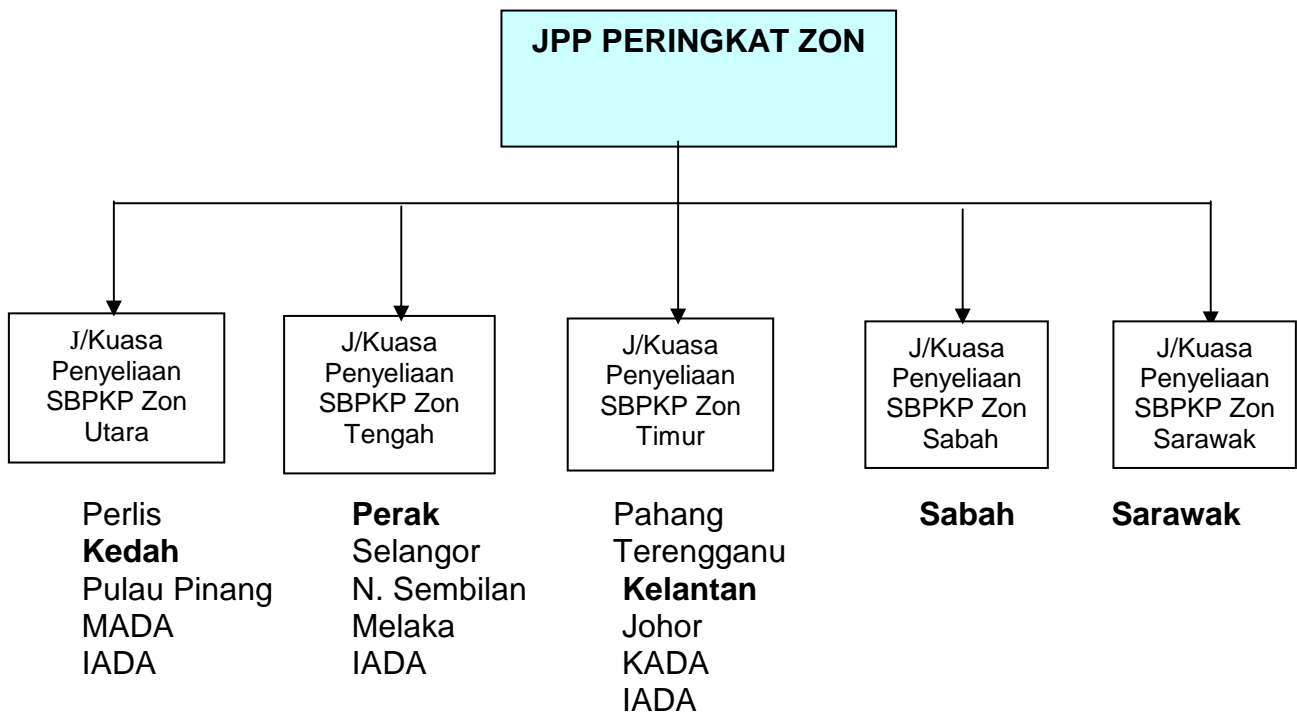 JPP PERINGKAT ZON
J/Kuasa
Penyeliaan
SBPKP Zon
Utara
J/Kuasa
Penyeliaan
SBPKP Zon
Tengah
J/Kuasa
Penyeliaan
SBPKP Zon
Timur
J/Kuasa
Penyeliaan
SBPKP Zon
Sabah
J/Kuasa
Penyeliaan
SBPKP Zon
Sarawak
Perlis
Kedah
Pulau Pinang
MADA
IADA
Perak
Selangor
N. Sembilan
Melaka
IADA
Pahang
Terengganu
Kelantan
Johor
KADA
IADA
Sabah
Sarawak